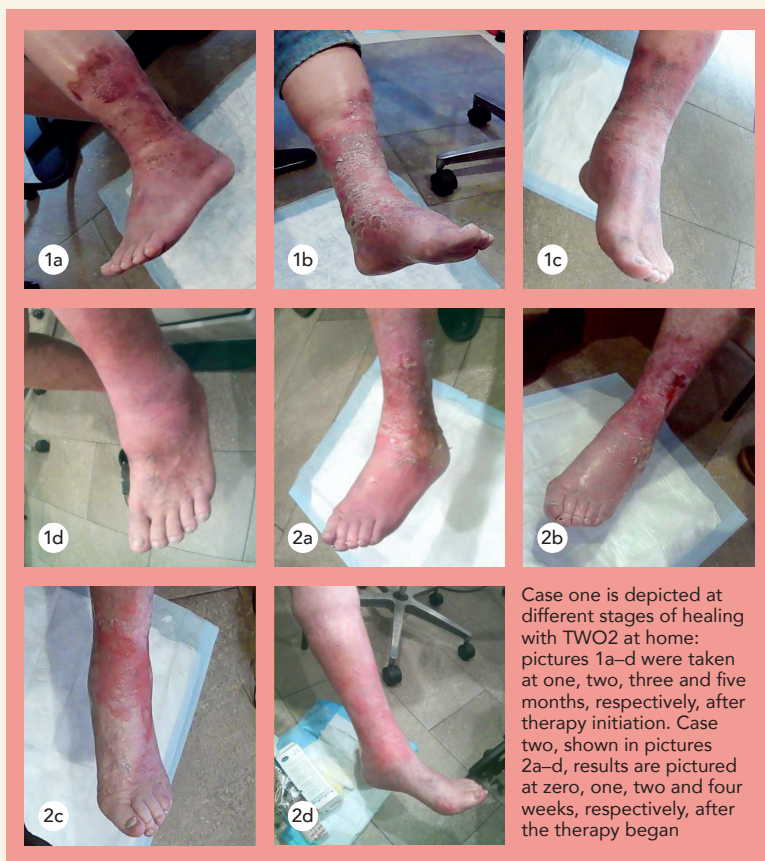 1a
1b
1c
1d
2a
2b
2c
2d
Case one is depicted at
different stages of healing
with TWO2 at home:
pictures 1a–d were taken
at one, two, three and five
months, respectively, after
therapy initiation. Case
two, shown in pictures
2a–d, results are pictured
at zero, one, two and four
weeks, respectively, after
the therapy began